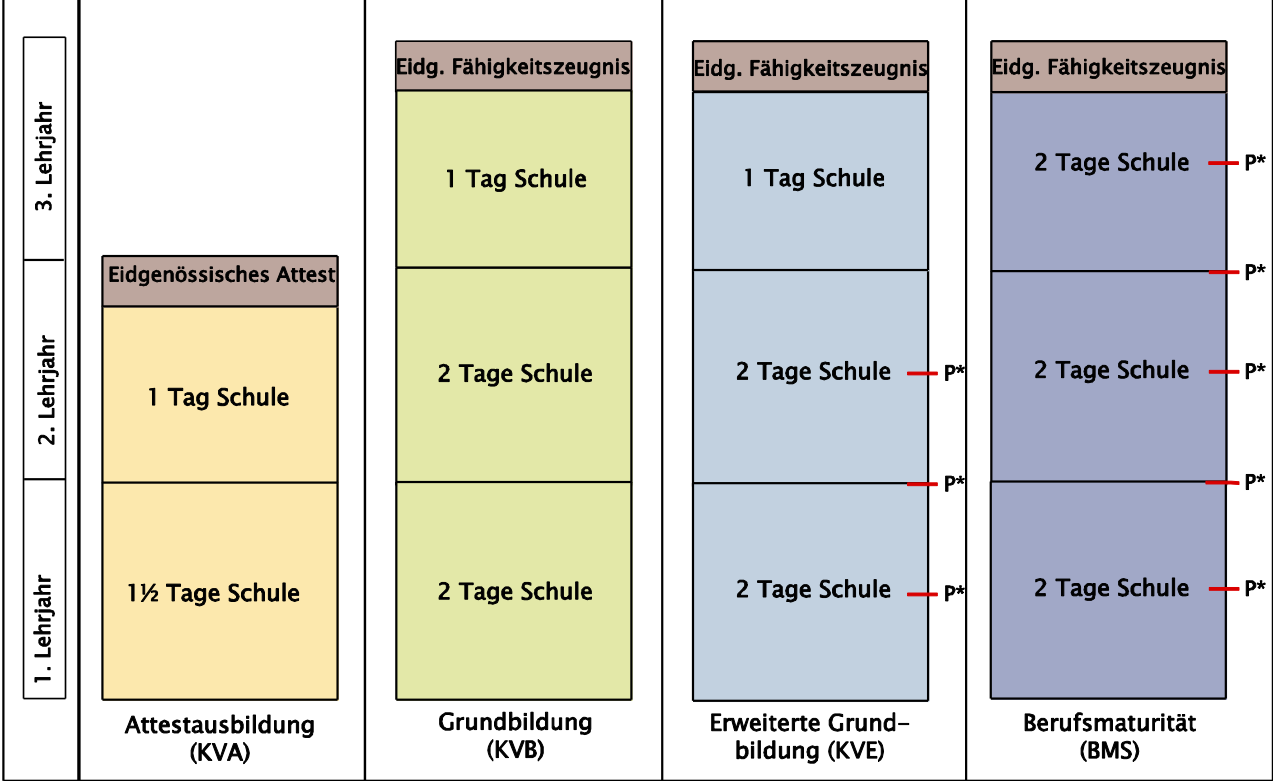 3. Lehrjahr
2. Lehrjahr
1. Lehrjahr
Eidgenössisches Attest
1 Tag Schule
1½ Tage Schule
Attestausbildung
(KVA)
Eidg. Fähigkeitszeugnis
1 Tag Schule
2 Tage Schule
2 Tage Schule
Grundbildung
(KVB)
Eidg. Fähigkeitszeugnis
1 Tag Schule
2 Tage Schule
P*
P*
2 Tage Schule
P*
Erweiterte Grund-
bildung (KVE)
Eidg. Fähigkeitszeugnis
2 Tage Schule
P*
P*
2 Tage Schule
P*
P*
2 Tage Schule
P*
Berufsmaturität
(BMS)